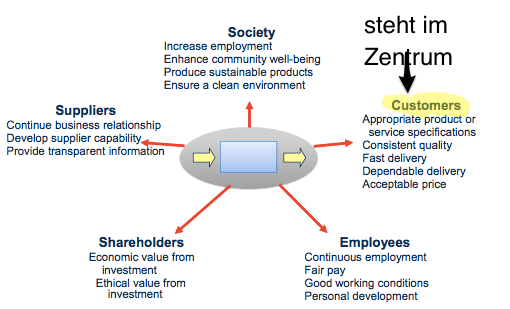 steht im
Zentrum
Society
Increase employment
Enhance community well-being
Produce sustainable products
Ensure a clean environment
Suppliers
Continue business relationship
Develop supplier capability
Provide transparent information
Customers
Appropriate product or
service specifications
Consistent quality
Fast delivery
Dependable delivery
Acceptable price
Shareholders
Economic value from
investment
Ethical value from
investment
Employees
Continuous employment
Fair pay
Good working conditions
Personal development